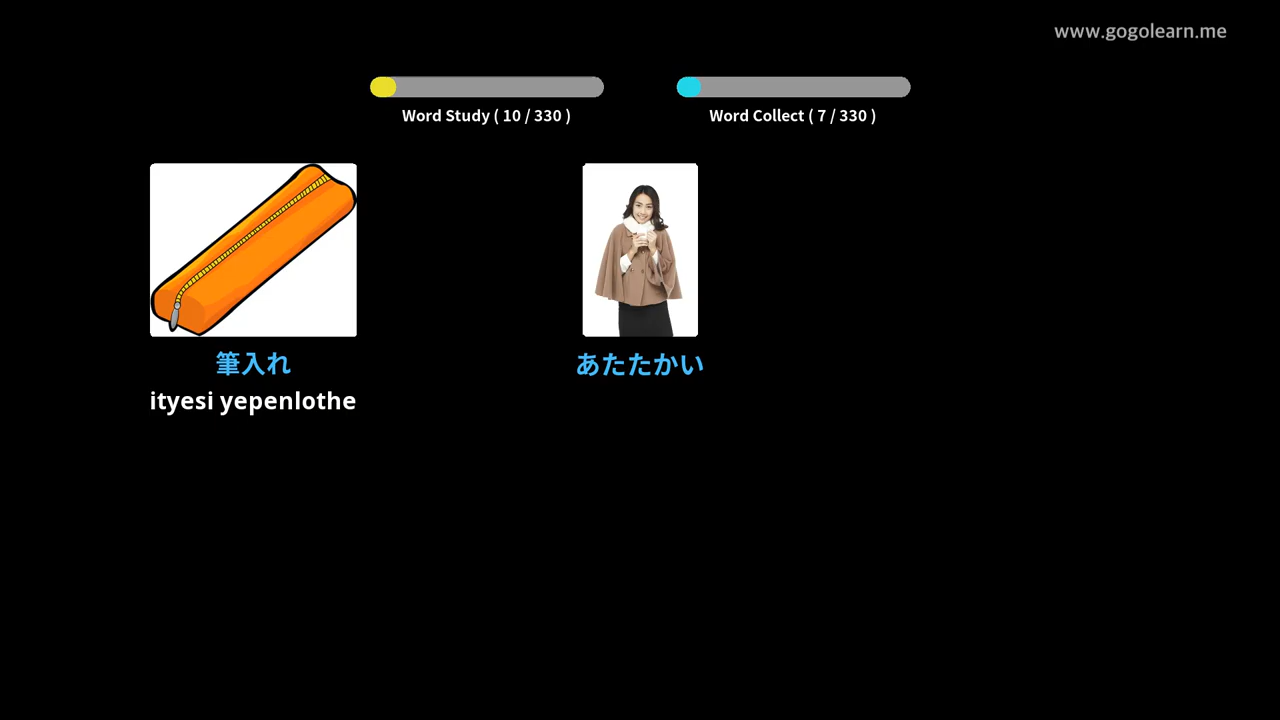 www.gogolearn.me
Word Study ( 10 / 330 )
Word Collect ( 7 / 330 )
筆入れ
ityesi yepenlothe
あたたかい